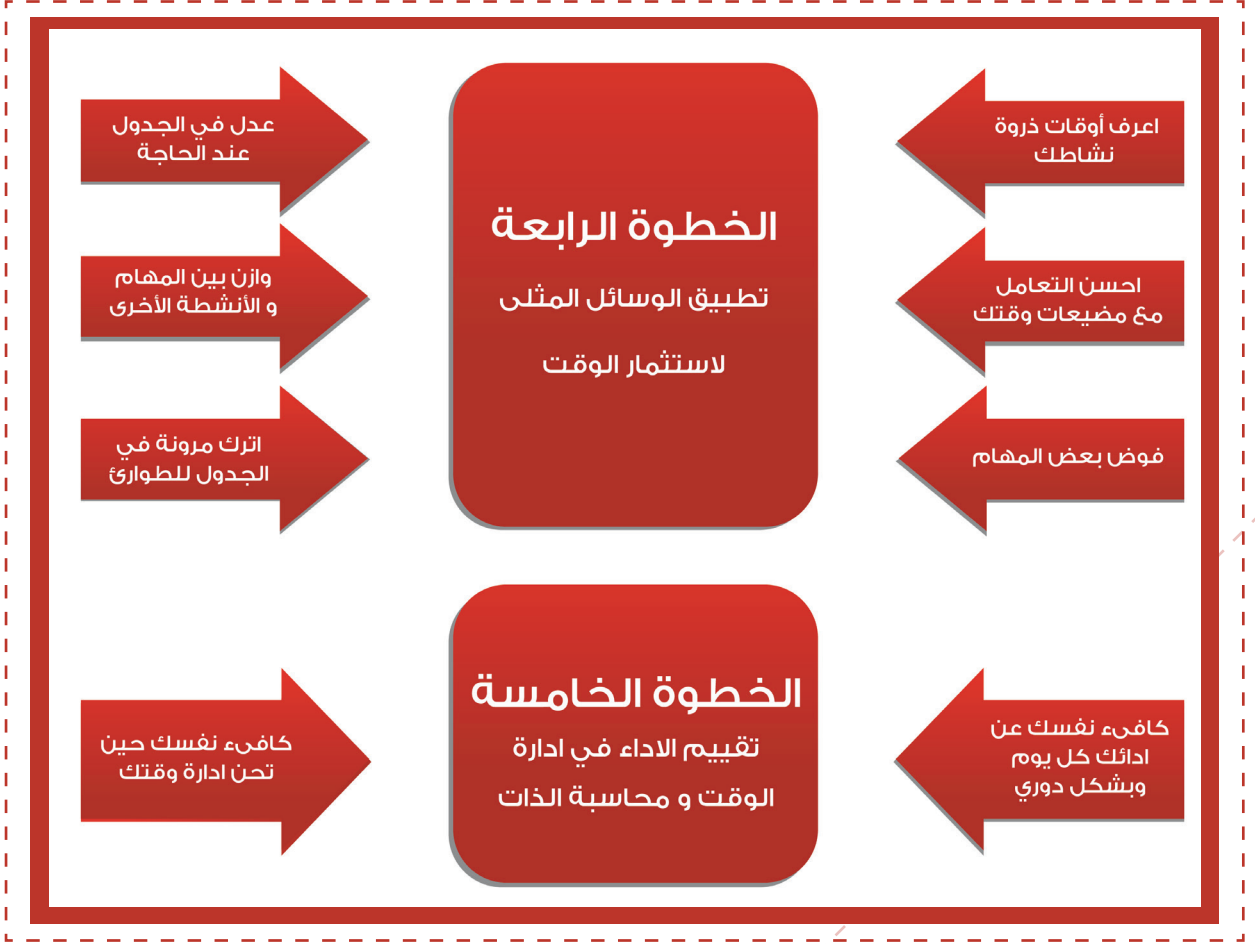 الخطوة الرابعة
تطبيق الوسائل المثلى
لاستثمار الوقت
اعرف أوقات ذروة
نشاطك
احسن التعامل
مع مضيعات وقتك
فوض بعض المهام
عدل في الجدول
عند الحاجة
وازن بين المهام
و الأنشطة الأخرى
اترك مرونة في
الجدول للطوارئ
الخطوة الخامسة
تقييم الاداء في ادارة
الوقت و محاسبة الذات
كافىء نفسك عن
ادائك كل يوم
وبشكل دوري
كافىء نفسك حين
تحن ادارة وقتك